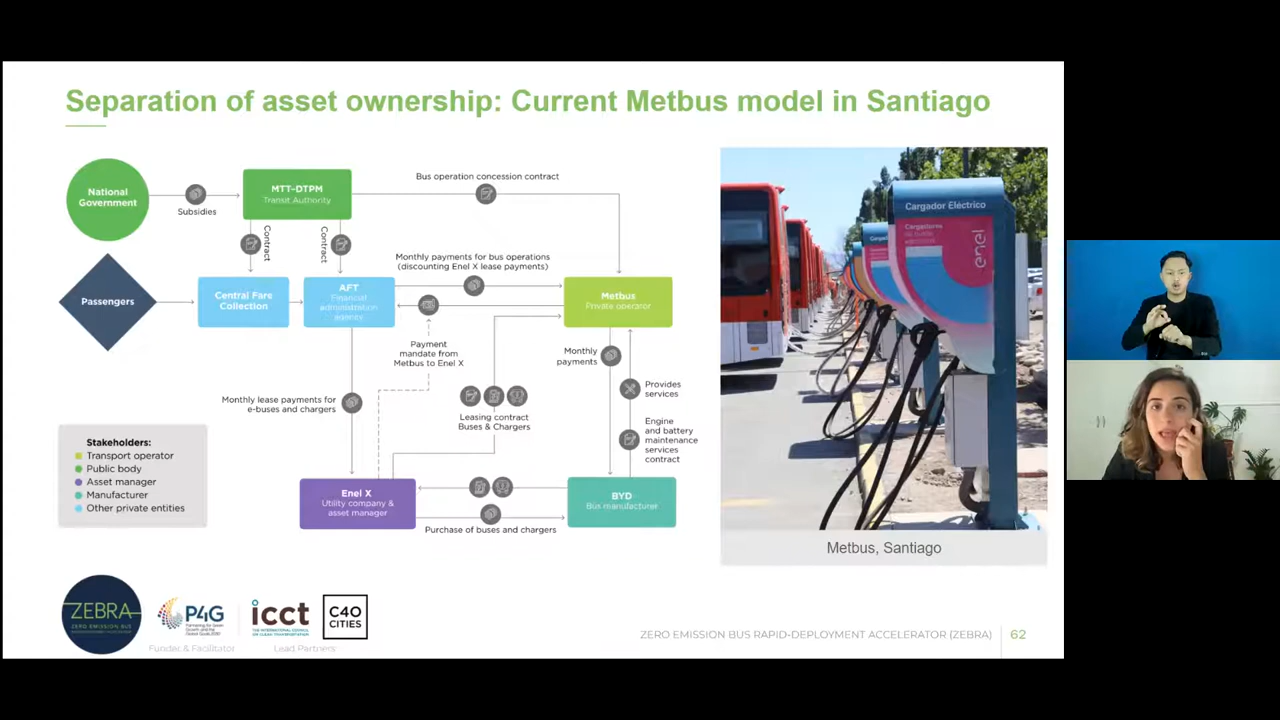 Separation of asset ownership: Current Metbus model in Santiago
National
Government
Subsidies
MTT–DTPM
Transit Authority
Bus operation concession contract
Contract
Contract
Passengers
Central Fare
Collection
AFT
Financial
administration
agency
Monthly payments for bus operations
(discounting Enel X lease payments)
Metbus
Private operator
Payment
mandate from
Metbus to Enel X
Monthly
payments
Provides
services
Monthly lease payments for
e-buses and chargers
Leasing contract
Buses & Chargers
Engine
and battery
maintenance
services
contract
Stakeholders:
Transport operator
Public body
Asset manager
Manufacturer
Other private entities
Enel X
Utility company &
asset manager
BYD
Bus manufacturer
Purchase of buses and chargers
Cargador Eléctrico
enel
Metbus, Santiago
ZEBRA
P4G
icct
C40
CITIES
Funder & Facilitator
Lead Partners
ZERO EMISSION BUS RAPID-DEPLOYMENT ACCELERATOR (ZEBRA)
62